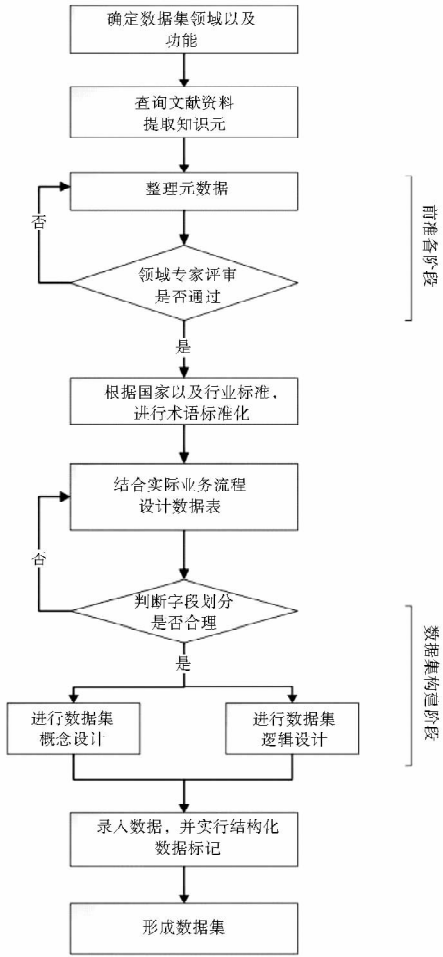 确定数据集领域以及
功能
查询文献资料
提取知识元
整理元数据
否
领域专家评审
是否通过
前准备阶段
是
根据国家以及行业标准，
进行术语标准化
结合实际业务流程
设计数据表
否
判断字段划分
是否合理
是
数据集构建阶段
进行数据集
概念设计
进行数据集
逻辑设计
录入数据，并实行结构化
数据标记
形成数据集